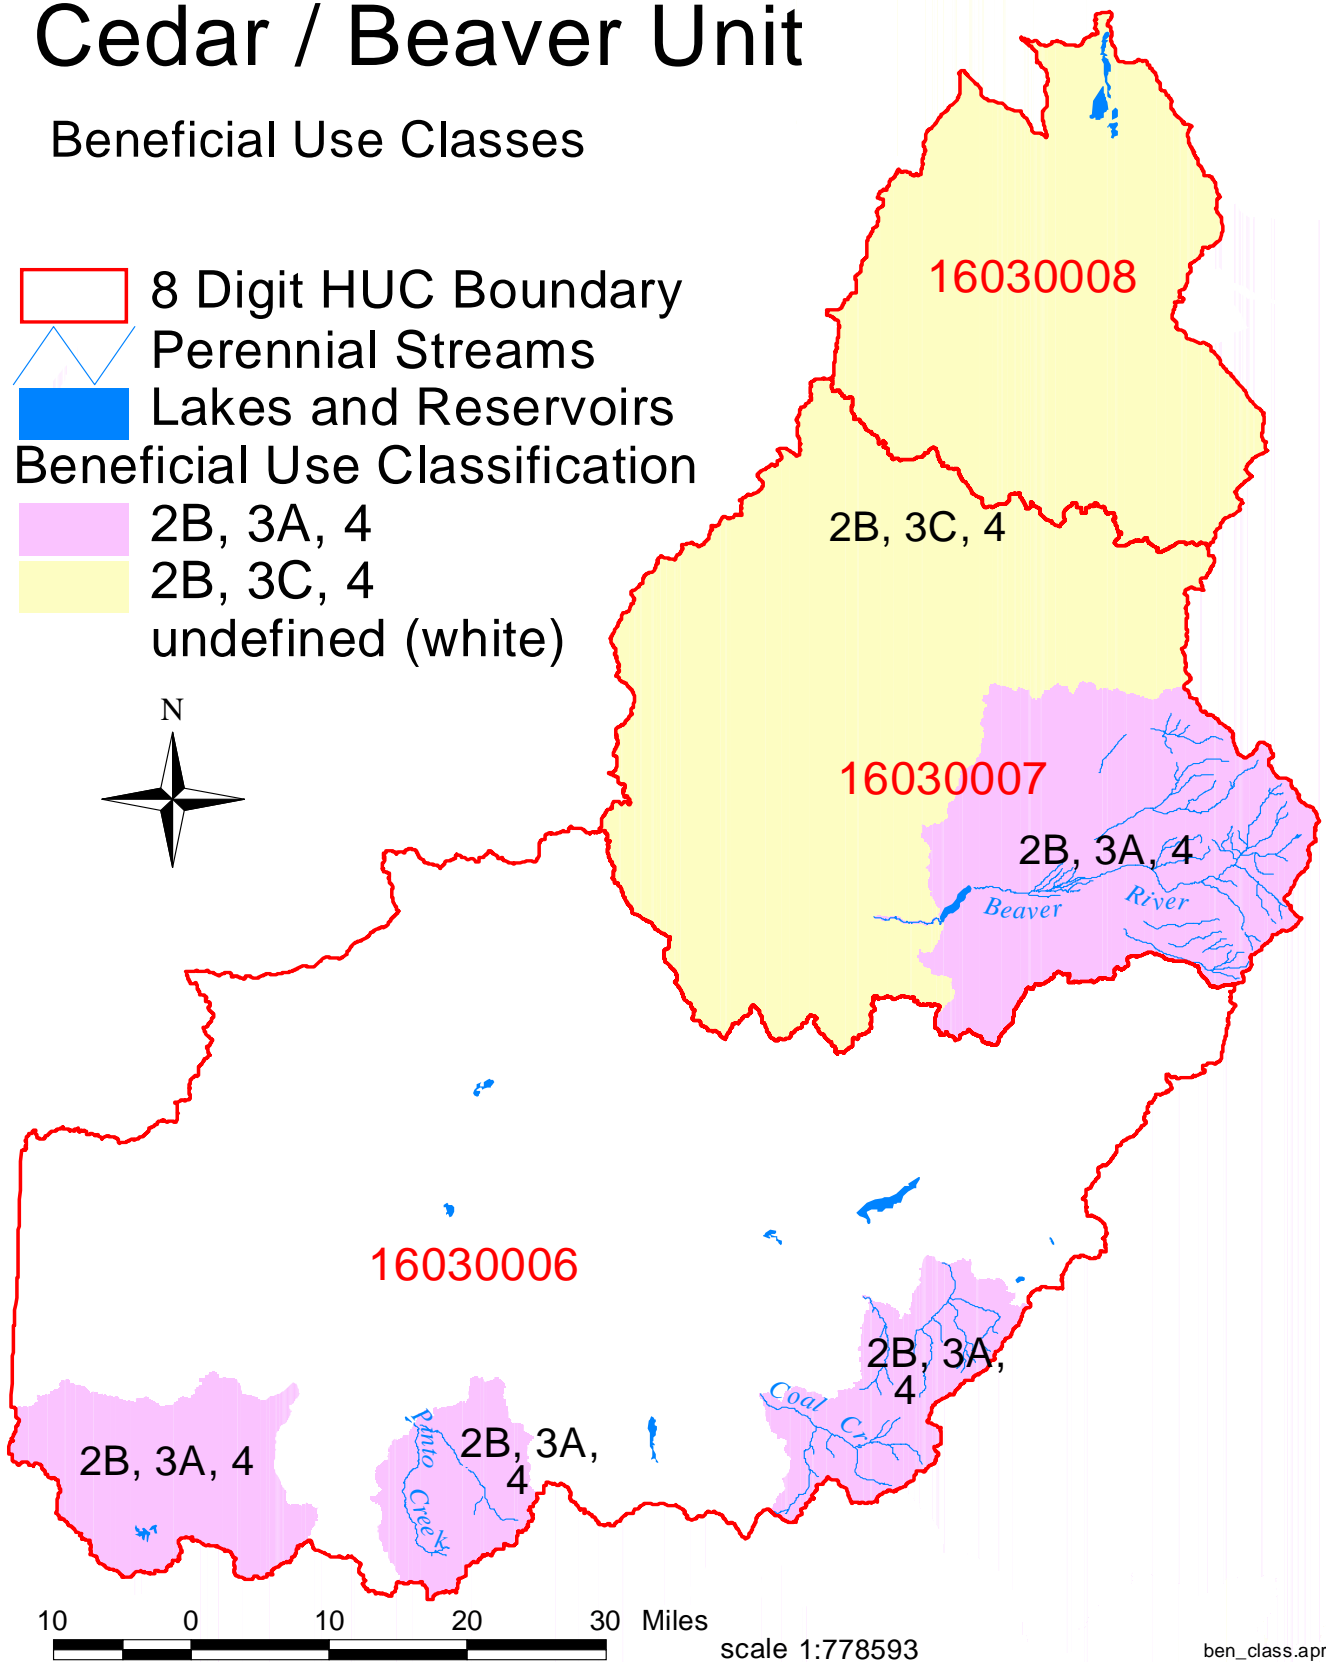 Cedar / Beaver Unit
Beneficial Use Classes
8 Digit HUC Boundary
Perennial Streams
Lakes and Reservoirs
Beneficial Use Classification
2B, 3A, 4
2B, 3C, 4
undefined (white)
N
16030008
2B, 3C, 4
16030007
2B, 3A, 4
Beaver River
16030006
2B, 3A,
4
Coal Cr
2B, 3A, 4
Pinto Creek
2B, 3A,
4
10 0 10 20 30 Miles
scale 1:778593
ben_class.apr